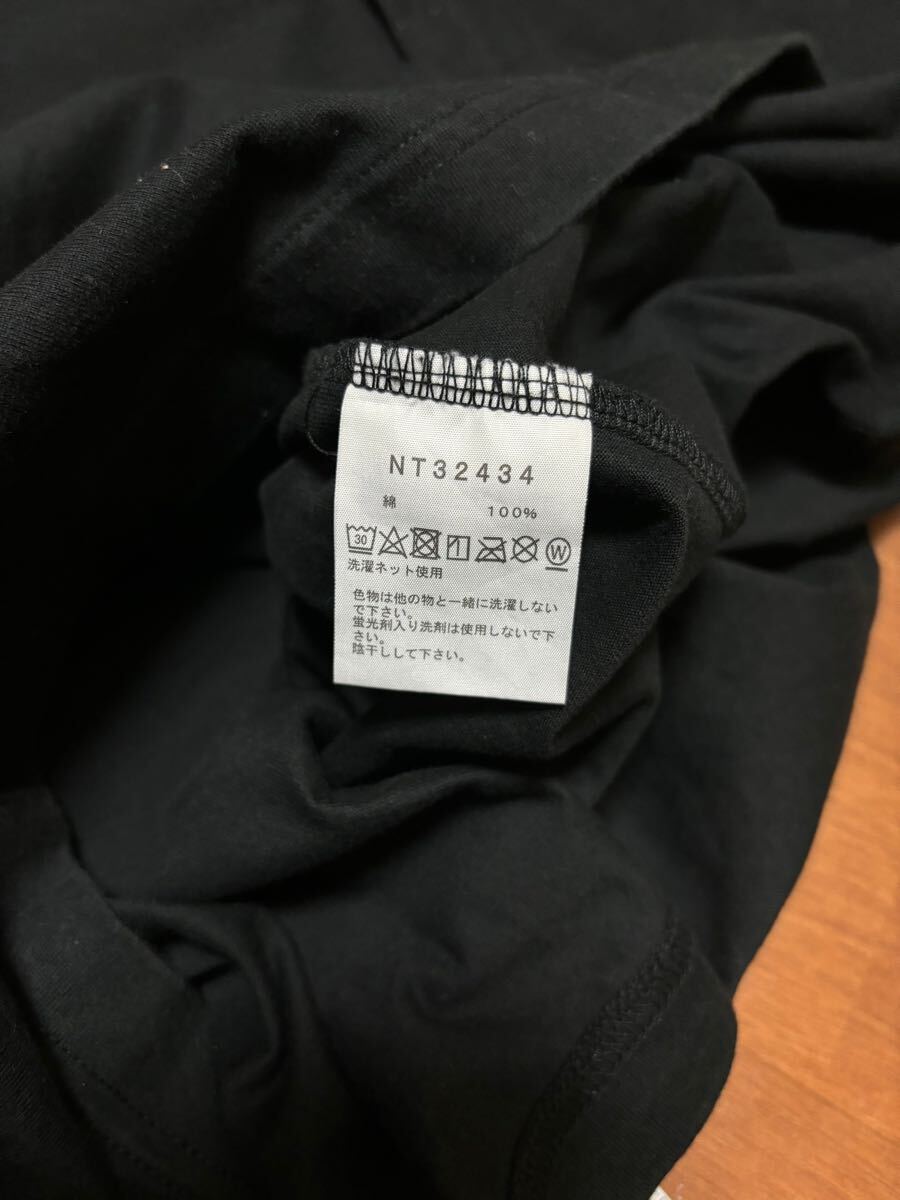 NT32434
綿 100%
30 W
洗濯ネット使用
色物は他の物と一緒に洗濯しない
で下さい。
蛍光剤入り洗剤は使用しないで下
さい。
陰干しして下さい。